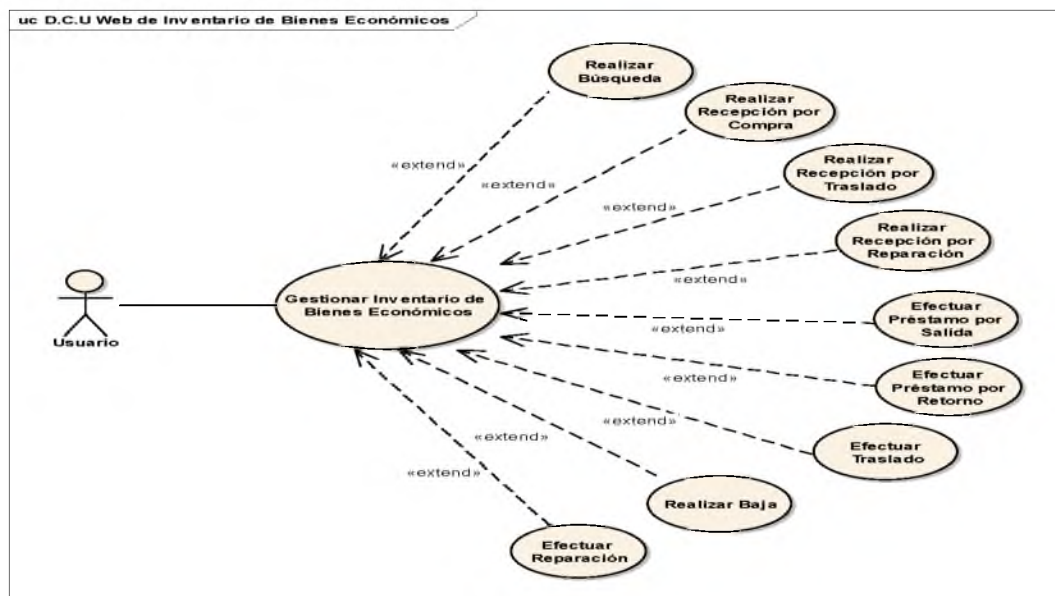 uc D.C.U Web de Inventario de Bienes Económicos
Realizar
Búsqueda
Realizar
Recepción por
Compra
Realizar
Recepción por
Traslado
Realizar
Recepción por
Reparación
Efectuar
Préstamo por
Salida
Efectuar
Préstamo por
Retorno
Efectuar
Traslado
Realizar Baja
Efectuar
Reparación
Gestionar Inventario de
Bienes Económicos
Usuario
«extend»
«extend»
«extend»
«extend»
«extend»
«extend»
«extend»
«extend»
«extend»